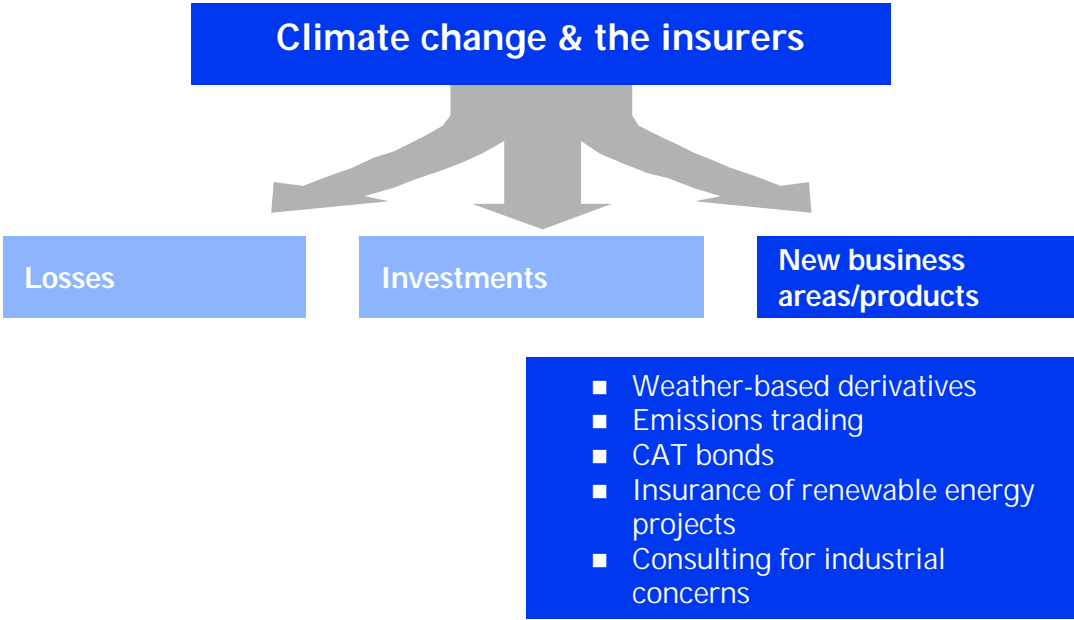 Climate change & the insurers
Losses
Investments
New business
areas/products
■ Weather-based derivatives
■ Emissions trading
■ CAT bonds
■ Insurance of renewable energy
projects
■ Consulting for industrial
concerns